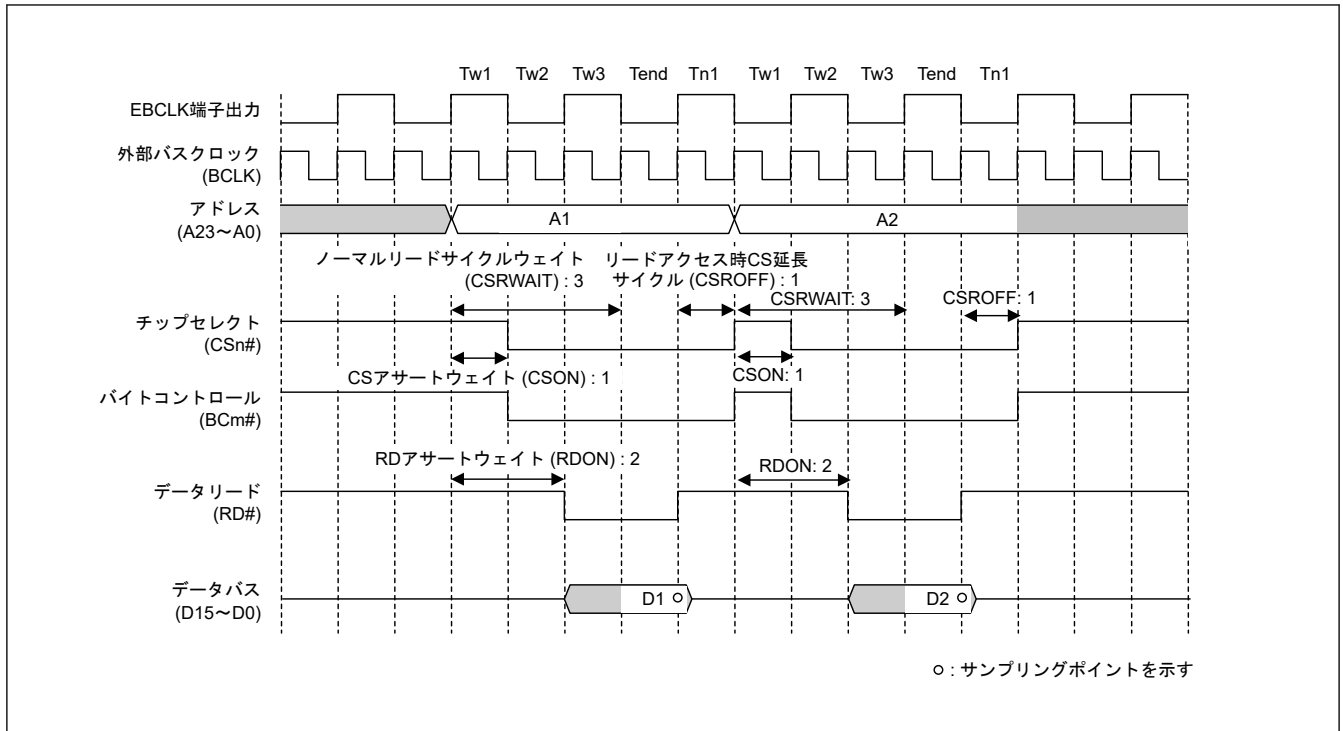 Tw1 Tw2 Tw3 Tend Tn1 Tw1 Tw2 Tw3 Tend Tn1
EBCLK端子出力
外部バスクロック
(BCLK)
アドレス
(A23~A0)
A1 A2
ノーマルリードサイクルウェイト
(CSRWAIT) : 3
リードアクセス時CS延長
サイクル (CSROFF) : 1
CSRWAIT: 3
CSROFF: 1
チップセレクト
(CSn#)
CSアサートウェイト (CSON) : 1
CSON: 1
バイトコントロール
(BCm#)
RDアサートウェイト (RDON) : 2
RDON: 2
データリード
(RD#)
データバス
(D15~D0)
D1 D2
: サンプリングポイントを示す